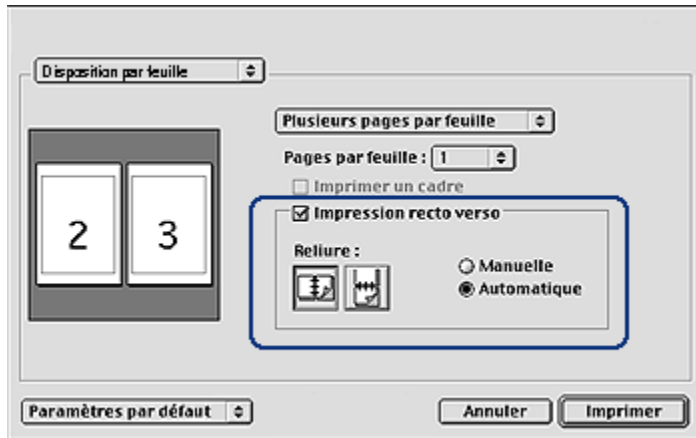 Disposition par feuille
Plusieurs pages par feuille
Pages par feuille : 1
Imprimer un cadre
Impression recto verso
2 3
Reliure :
Manuelle
Automatique
Paramètres par défaut
Annuler Imprimer